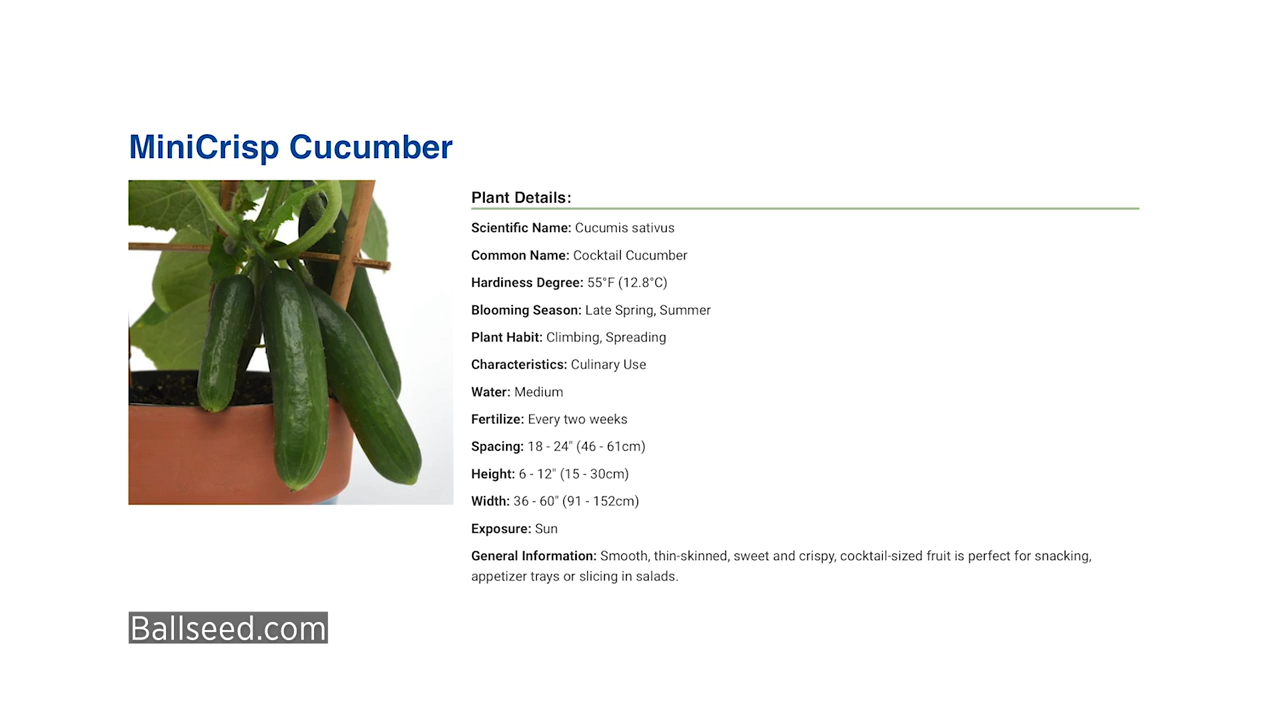 MiniCrisp Cucumber
Plant Details:
Scientific Name: Cucumis sativus
Common Name: Cocktail Cucumber
Hardiness Degree: 55°F (12.8°C)
Blooming Season: Late Spring, Summer
Plant Habit: Climbing, Spreading
Characteristics: Culinary Use
Water: Medium
Fertilize: Every two weeks
Spacing: 18 - 24" (46 - 61cm)
Height: 6 - 12" (15 - 30cm)
Width: 36 - 60" (91 - 152cm)
Exposure: Sun
General Information: Smooth, thin-skinned, sweet and crispy, cocktail-sized fruit is perfect for snacking,
appetizer trays or slicing in salads.
Ballseed.com